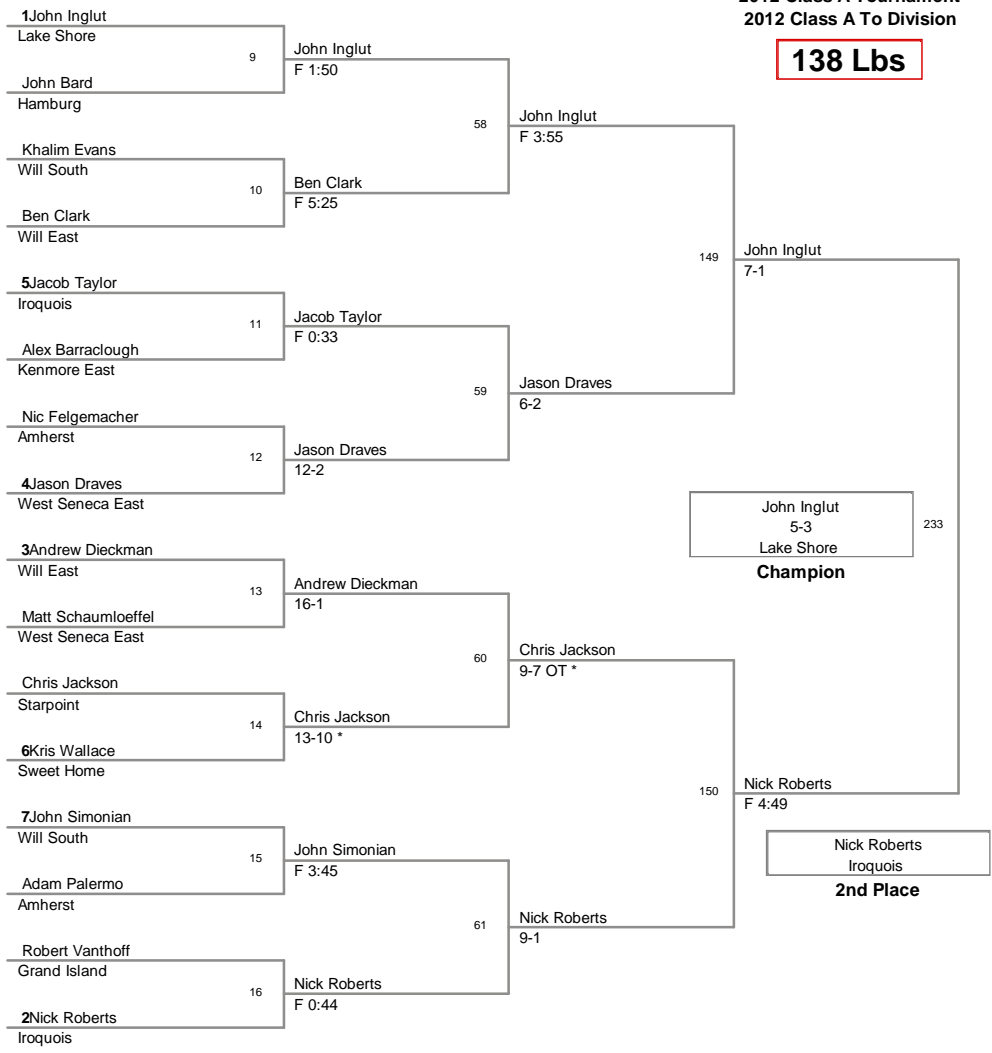 2012 Class A Tournament
2012 Class A To Division
138 Lbs
1John Inglut
Lake Shore
9
John Bard
Hamburg
John Inglut
F 1:50
Khalim Evans
Will South
10
Ben Clark
Will East
Ben Clark
F 5:25
58
John Inglut
F 3:55
5Jacob Taylor
Iroquois
11
Alex Barraclough
Kenmore East
Jacob Taylor
F 0:33
Nic Felgemacher
Amherst
12
4Jason Draves
West Seneca East
Jason Draves
12-2
59
Jason Draves
6-2
149
John Inglut
7-1
3Andrew Dieckman
Will East
13
Matt Schaumloeffel
West Seneca East
Andrew Dieckman
16-1
Chris Jackson
Starpoint
14
6Kris Wallace
Sweet Home
Chris Jackson
13-10 *
60
Chris Jackson
9-7 OT *
7John Simonian
Will South
15
Adam Palermo
Amherst
John Simonian
F 3:45
Robert Vanthoff
Grand Island
16
2Nick Roberts
Iroquois
Nick Roberts
F 0:44
61
Nick Roberts
9-1
150
Nick Roberts
F 4:49
233
John Inglut
5-3
Lake Shore
Champion
Nick Roberts
Iroquois
2nd Place